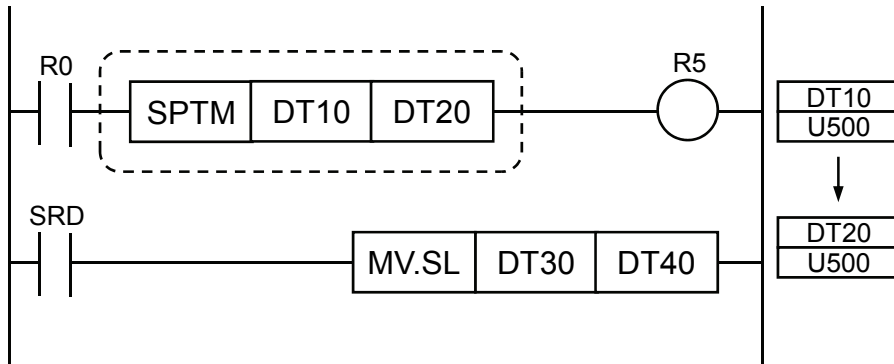 R0
SPTM DT10 DT20
R5
DT10
U500
SRD
MV.SL DT30 DT40
DT20
U500